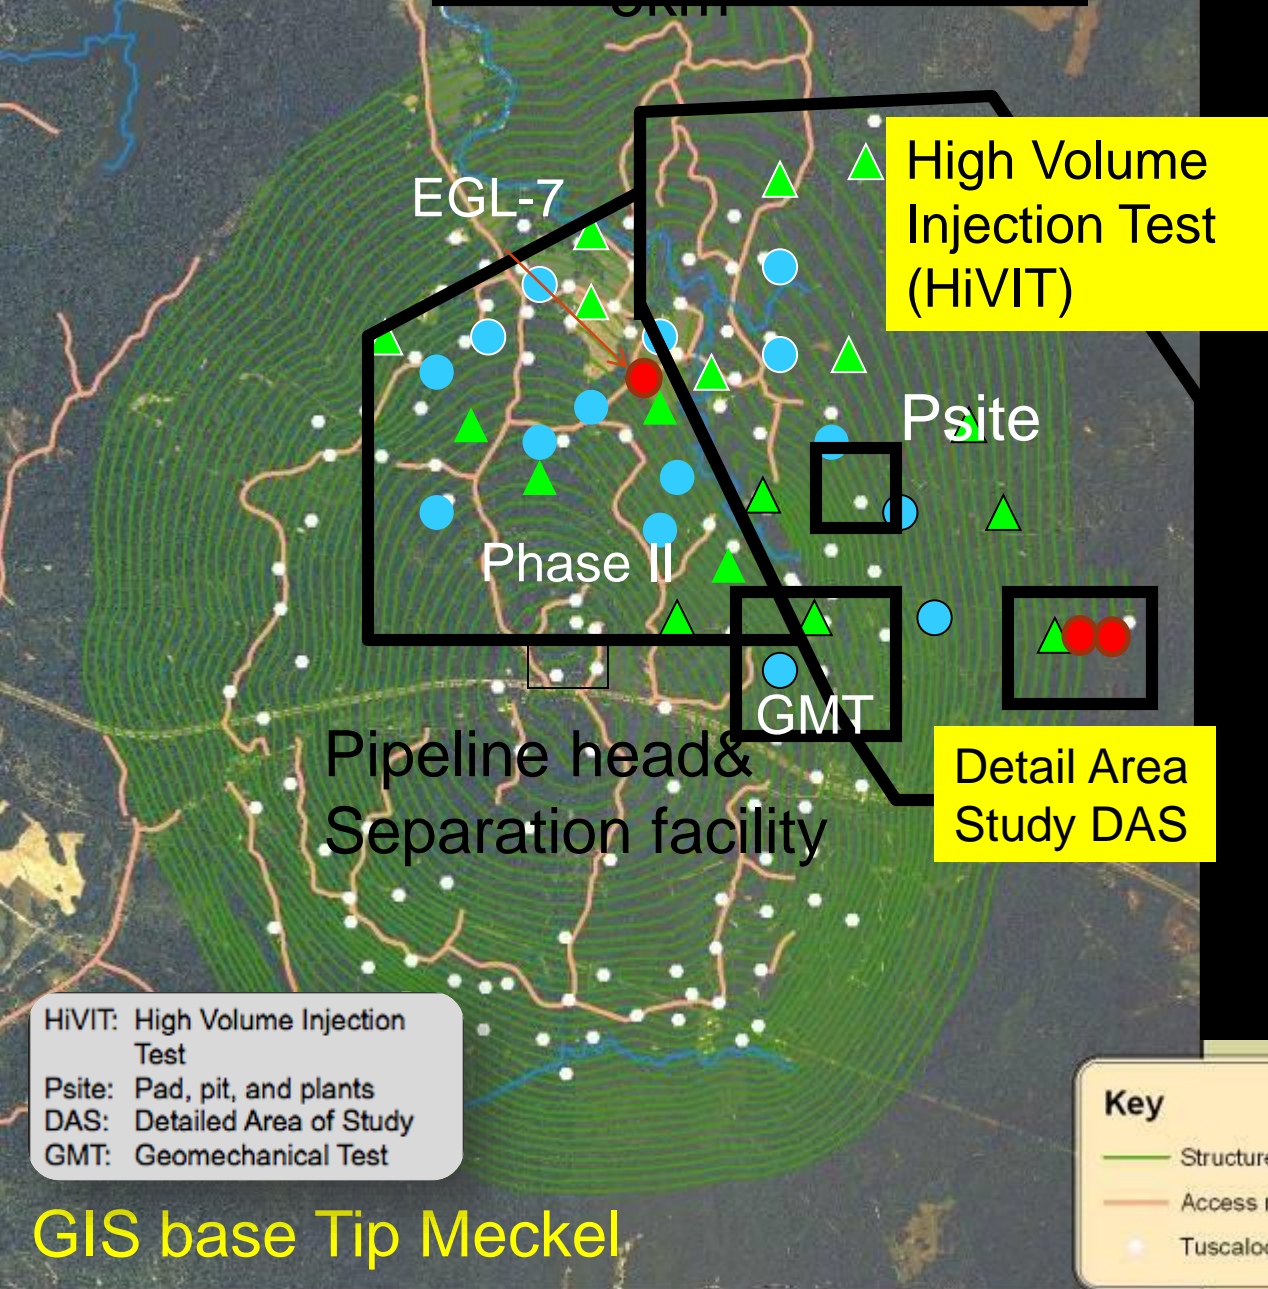 EGL-7
High Volume
Injection Test
(HiVIT)
Psite
Phase II
GMT
Pipeline head&
Separation facility
Detail Area
Study DAS
HiVIT: High Volume Injection
Test
Psite: Pad, pit, and plants
DAS: Detailed Area of Study
GMT: Geomechanical Test
GIS base Tip Meckel
Key
Access